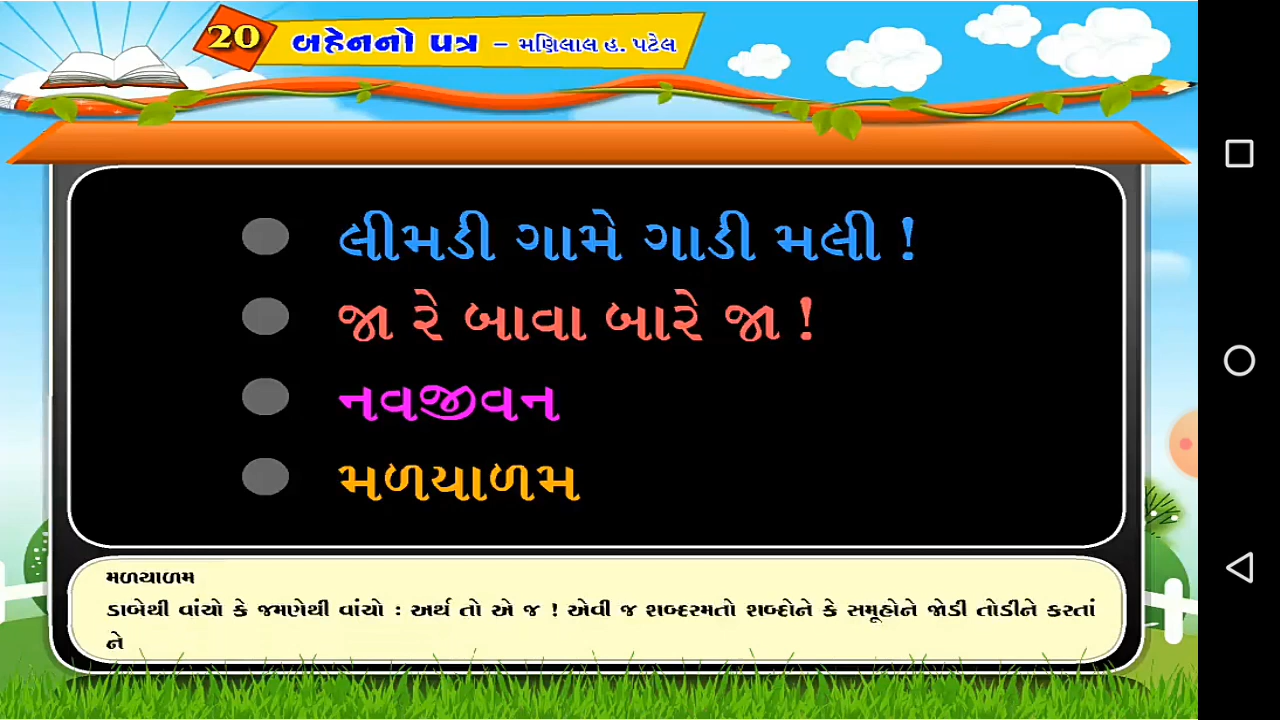 20 બહેનનો પત્ર – મણિલાલ હ. પટેલ
લીમડી ગામે ગાડી મલી !
જા રે બાવા બારે જા !
નવજીવન
મળયાળમ
મળયાળમ
ડાબેથી વાંચો કે જમણેથી વાંચો : અર્થ તો એ જ ! એવી જ શબ્દરમતો શબ્દોને કે સમૂહોને જોડી તોડીને કરતાં
ને